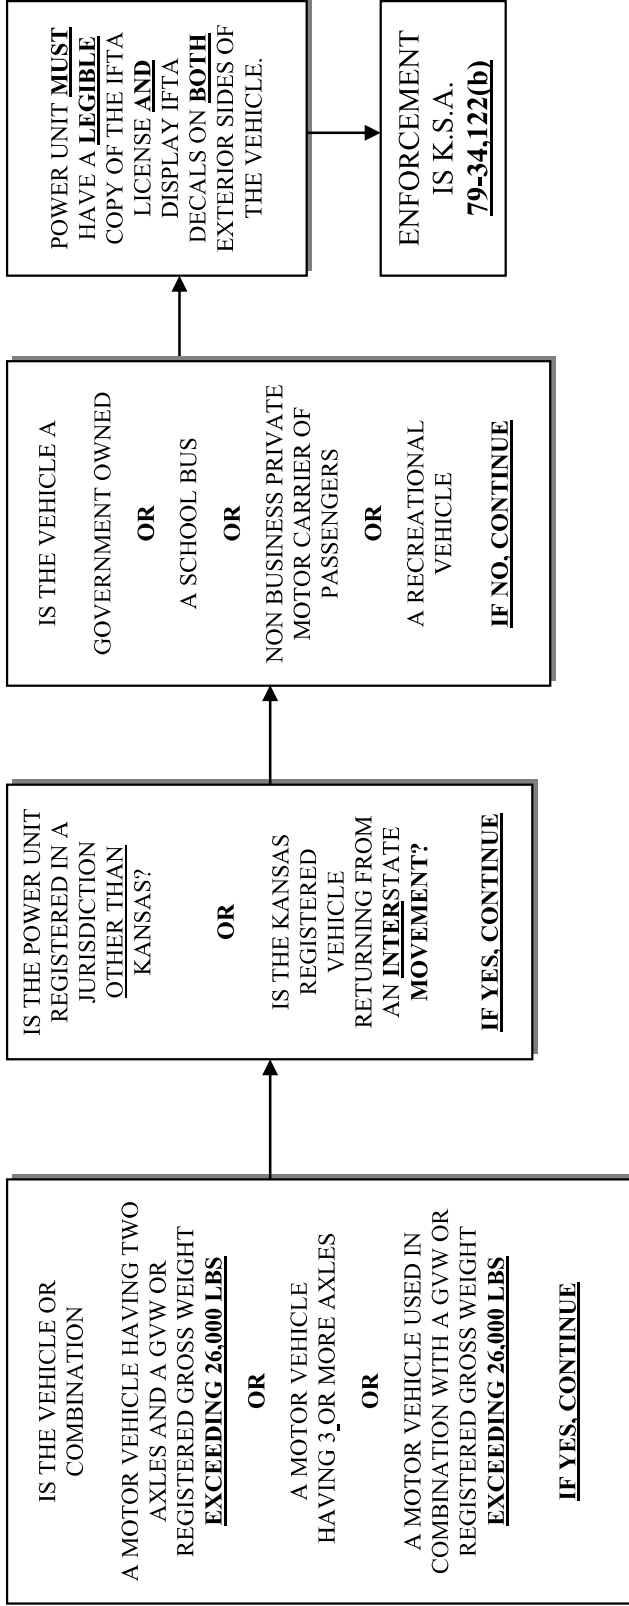 IS THE VEHICLE OR
COMBINATION
A MOTOR VEHICLE HAVING TWO
AXLES AND A GVW OR
REGISTERED GROSS WEIGHT
EXCEEDING 26,000 LBS
OR
A MOTOR VEHICLE
HAVING 3 OR MORE AXLES
OR
A MOTOR VEHICLE USED IN
COMBINATION WITH A GVW OR
REGISTERED GROSS WEIGHT
EXCEEDING 26,000 LBS
IF YES, CONTINUE
IS THE POWER UNIT
REGISTERED IN A
JURISDICTION
OTHER THAN
KANSAS?
OR
IS THE KANSAS
REGISTERED
VEHICLE
RETURNING FROM
AN INTERSTATE
MOVEMENT?
IF YES, CONTINUE
IS THE VEHICLE A
GOVERNMENT OWNED
OR
A SCHOOL BUS
OR
NON BUSINESS PRIVATE
MOTOR CARRIER OF
PASSENGERS
OR
A RECREATIONAL
VEHICLE
IF NO, CONTINUE
POWER UNIT MUST
HAVE A LEGIBLE
COPY OF THE IFTA
LICENSE AND
DISPLAY IFTA
DECALS ON BOTH
EXTERIOR SIDES OF
THE VEHICLE.
ENFORCEMENT
IS K.S.A.
79-34,122(b)